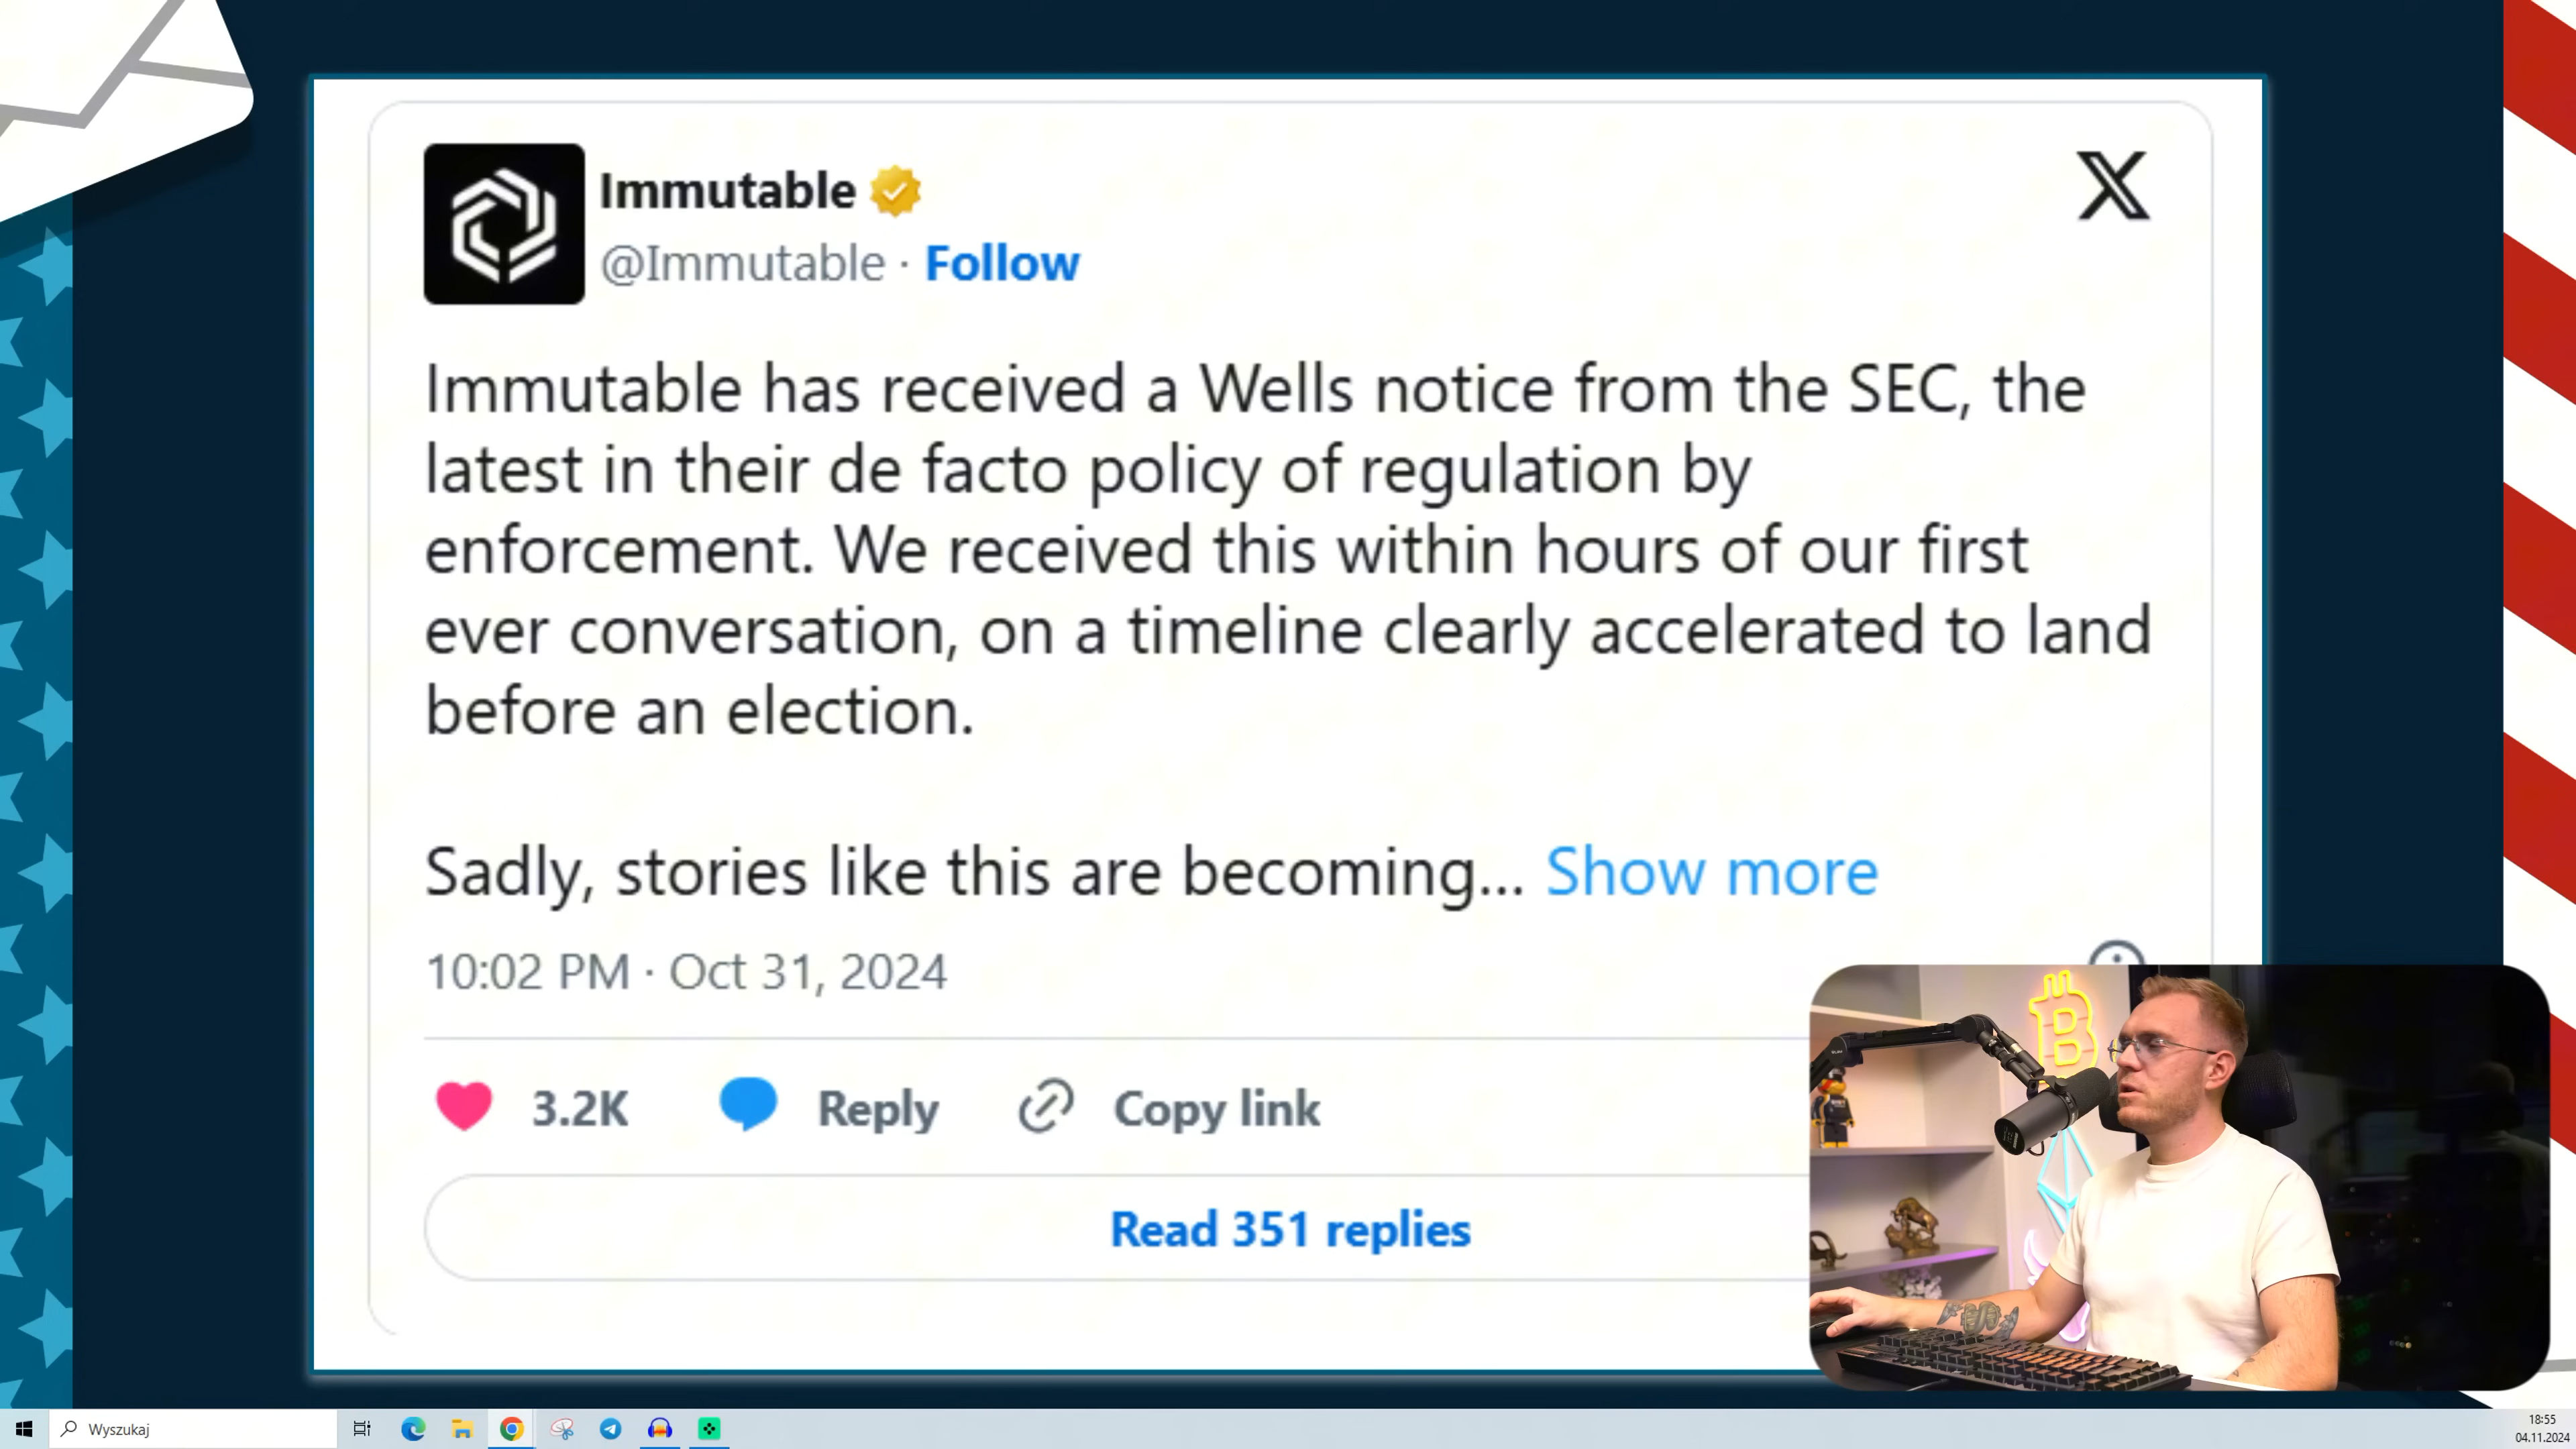 Immutable
@Immutable · Follow
Immutable has received a Wells notice from the SEC, the
latest in their de facto policy of regulation by
enforcement. We received this within hours of our first
ever conversation, on a timeline clearly accelerated to land
before an election.
Sadly, stories like this are becoming... Show more
10:02 PM · Oct 31, 2024
3.2K Reply Copy link
Read 351 replies
Wyszukaj
18:55
04.11.2024